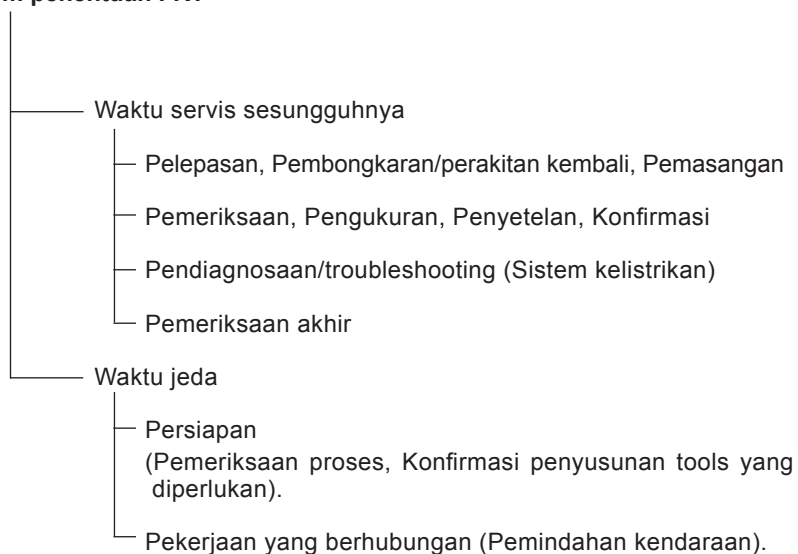 Waktu servis sesungguhnya
Pelepasan, Pembongkaran/perakitan kembali, Pemasangan
Pemeriksaan, Pengukuran, Penyetelan, Konfirmasi
Pendiagnosaan/troubleshooting (Sistem kelistrikan)
Pemeriksaan akhir
Waktu jeda
Persiapan
(Pemeriksaan proses, Konfirmasi penyusunan tools yang
diperlukan).
Pekerjaan yang berhubungan (Pemindahan kendaraan).